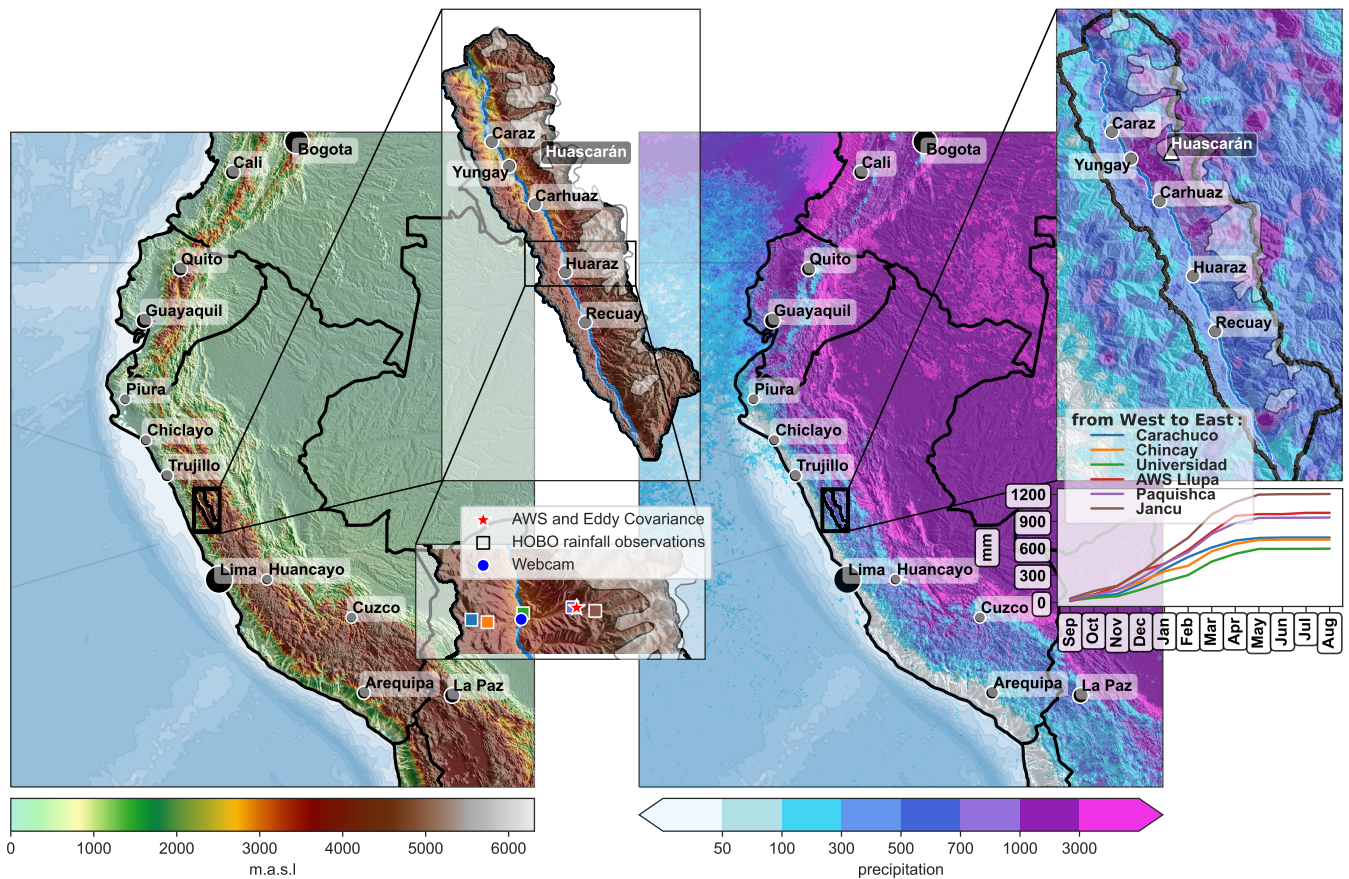 Caraz
Huascarán
Yungay
Carhuaz
Huaraz
Recuay
Bogota
Cali
Quito
Guayaquil
Piura
Chiclayo
Trujillo
Lima
Huancayo
Cuzco
Arequipa
La Paz
AWS and Eddy Covariance
HOBO rainfall observations
Webcam
0 1000 2000 3000 4000 5000 6000
m.a.s.l
Caraz
Huascarán
Yungay
Carhuaz
Huaraz
Recuay
Bogota
Cali
Quito
Guayaquil
Piura
Chiclayo
Trujillo
Lima
Huancayo
Cuzco
Arequipa
La Paz
from West to East:
Carachuco
Chincay
Universidad
AWS Llupa
Paquishca
Jancu
1200
900
600
300
0
mm
Sep Oct Nov Dec Jan Feb Mar Apr May Jun Jul Aug
50 100 300 500 700 1000 3000
precipitation